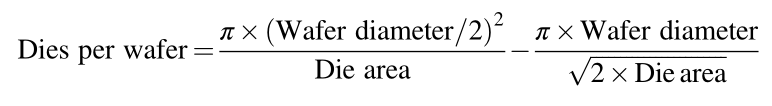 Dies per wafer = π × (Wafer diameter/2)² / Die area − π × Wafer diameter / √2 × Die area